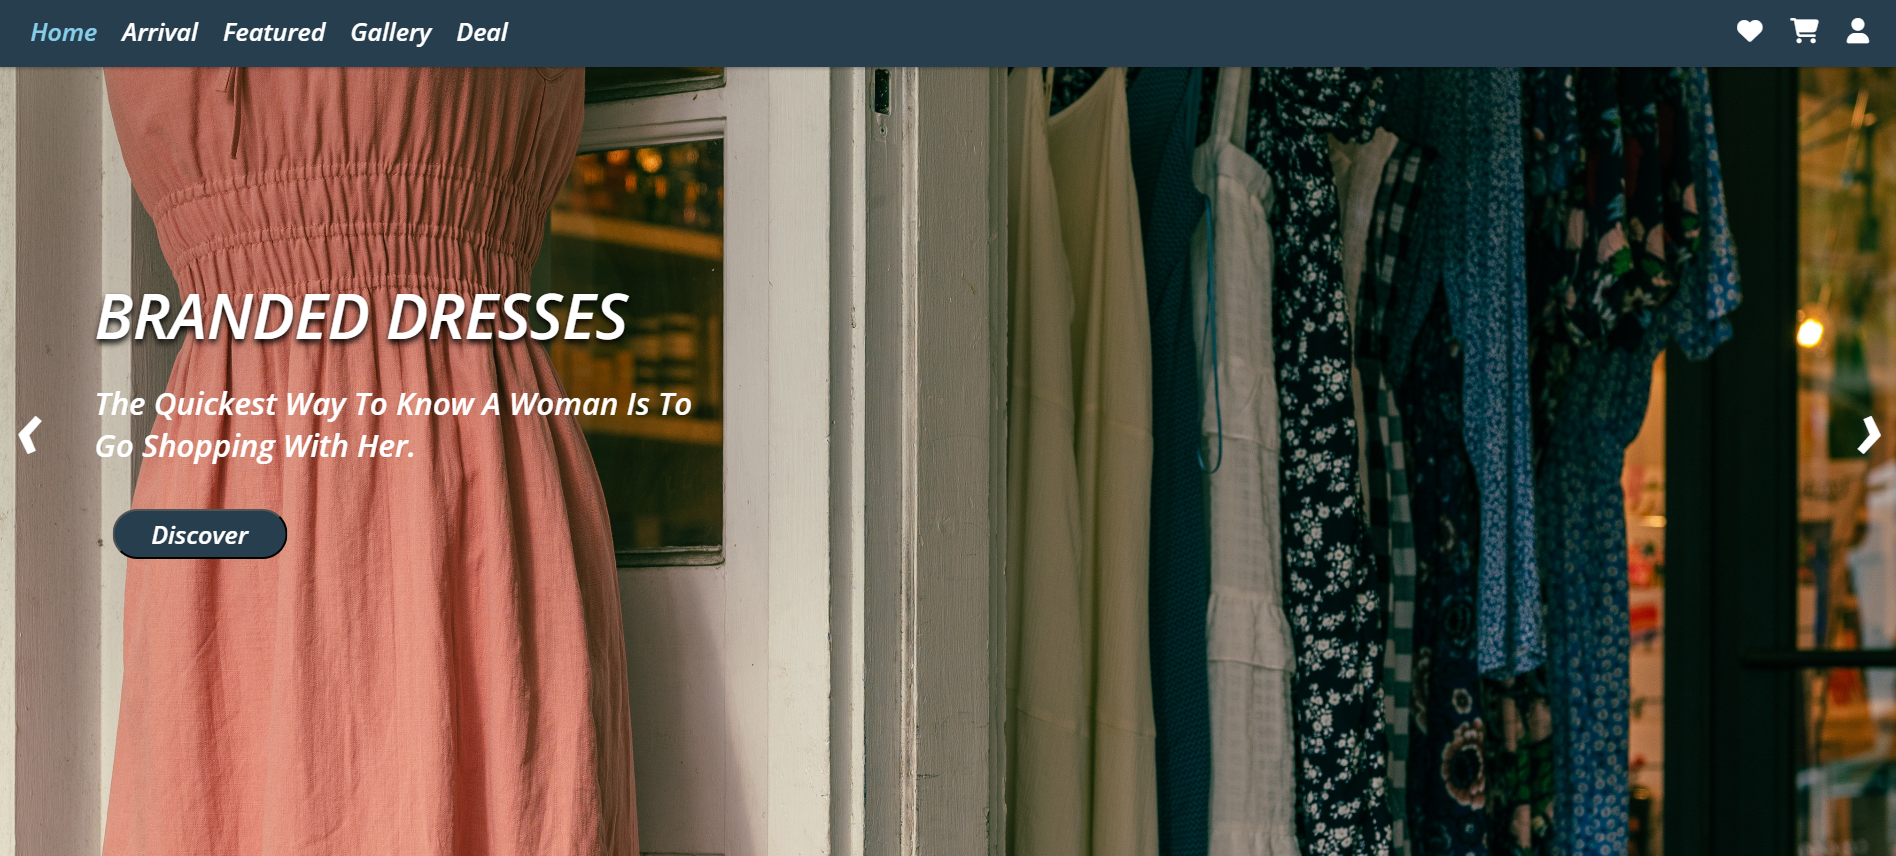 Home Arrival Featured Gallery Deal
BRANDED DRESSES
The Quickest Way To Know A Woman Is To
Go Shopping With Her.
Discover